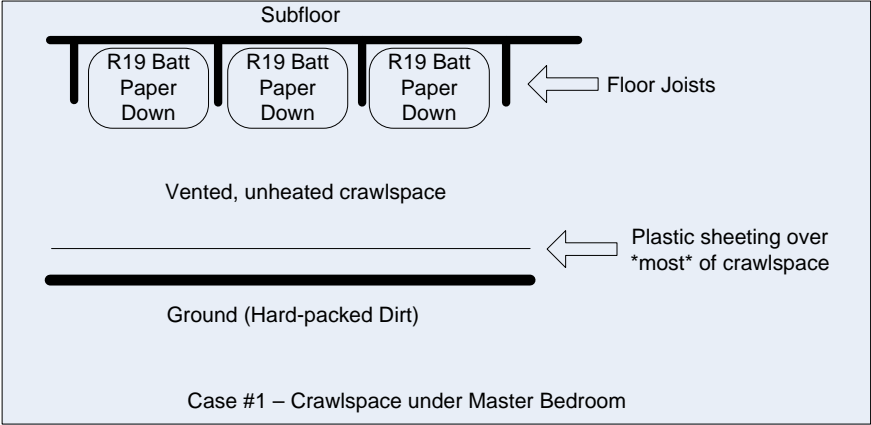 Subfloor
R19 Batt
Paper
Down
R19 Batt
Paper
Down
R19 Batt
Paper
Down
Floor Joists
Vented, unheated crawlspace
Plastic sheeting over
*most* of crawlspace
Ground (Hard-packed Dirt)
Case #1 – Crawlspace under Master Bedroom